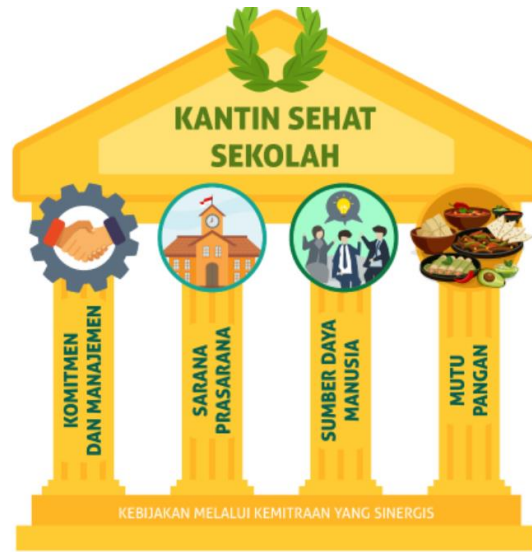 KANTIN SEHAT
SEKOLAH
KOMITMEN
DAN MANAJEMEN
SARANA
PRASARANA
SUMBER DAYA
MANUSIA
MUTU
PANGAN
KEBIJAKAN MELALUI KEMITRAAN YANG SINERGIS